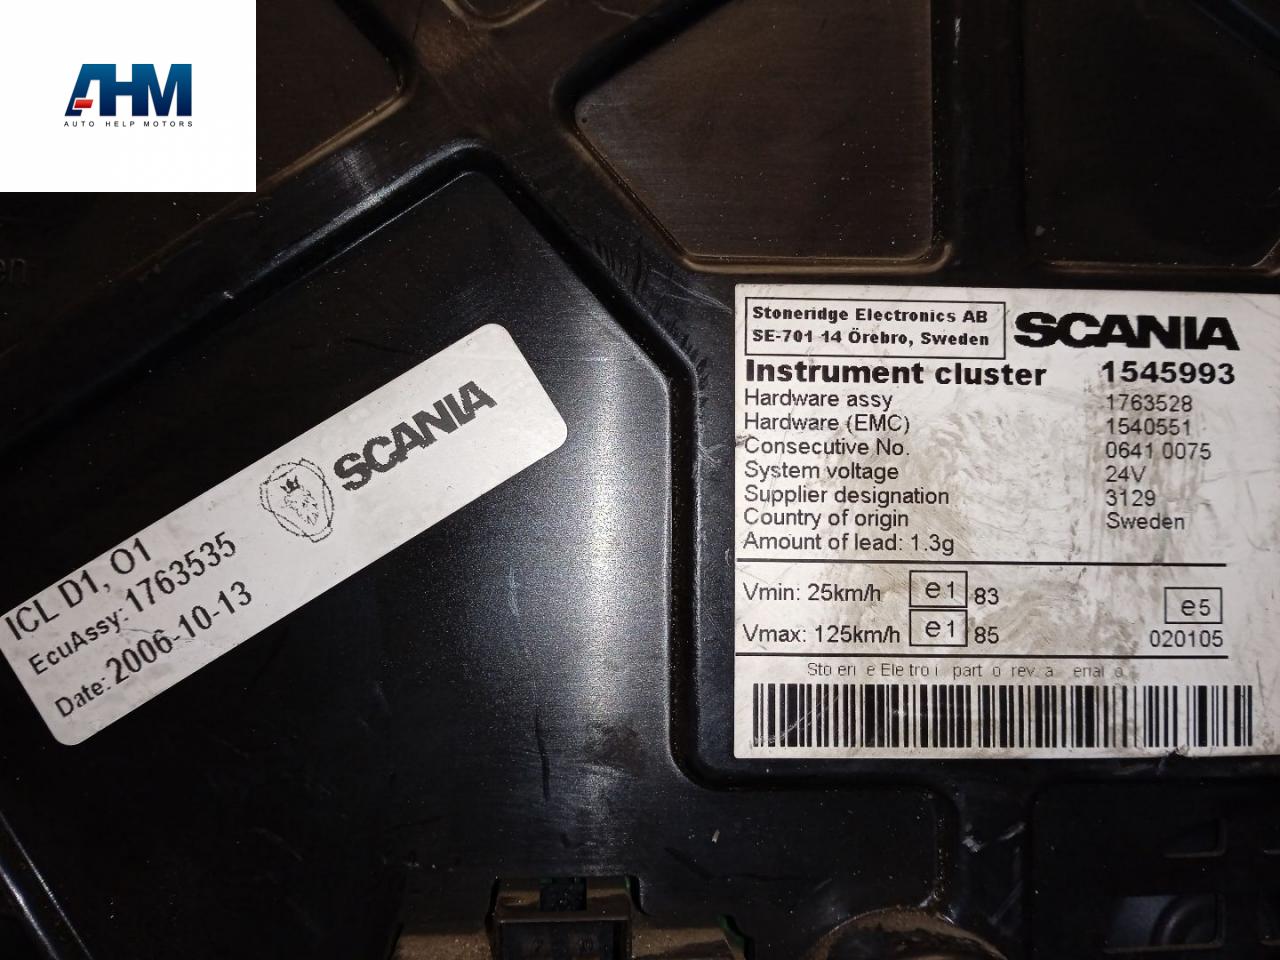 AHM
AUTO HELP MOTORS
SCANIA
ICL D1, O1
EcuAssy: 1763535
Date: 2006-10-13
Stoneridge Electronics AB
SE-701 14 Örebro, Sweden
SCANIA
Instrument cluster 1545993
Hardware assy 1763528
Hardware (EMC) 1540551
Consecutive No. 0641 0075
System voltage 24V
Supplier designation 3129
Country of origin Sweden
Amount of lead: 1.3g
Vmin: 25km/h e1 83
Vmax: 125km/h e1 85
e5
020105